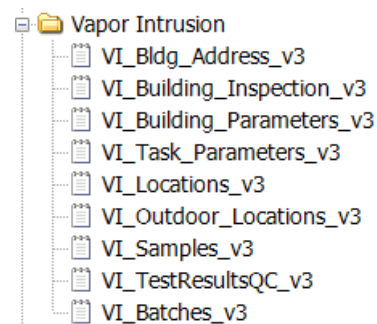 Vapor Intrusion
VI_Bldg_Address_v3
VI_Building_Inspection_v3
VI_Building_Parameters_v3
VI_Task_Parameters_v3
VI_Locations_v3
VI_Outdoor_Locations_v3
VI_Samples_v3
VI_TestResultsQC_v3
VI_Batches_v3